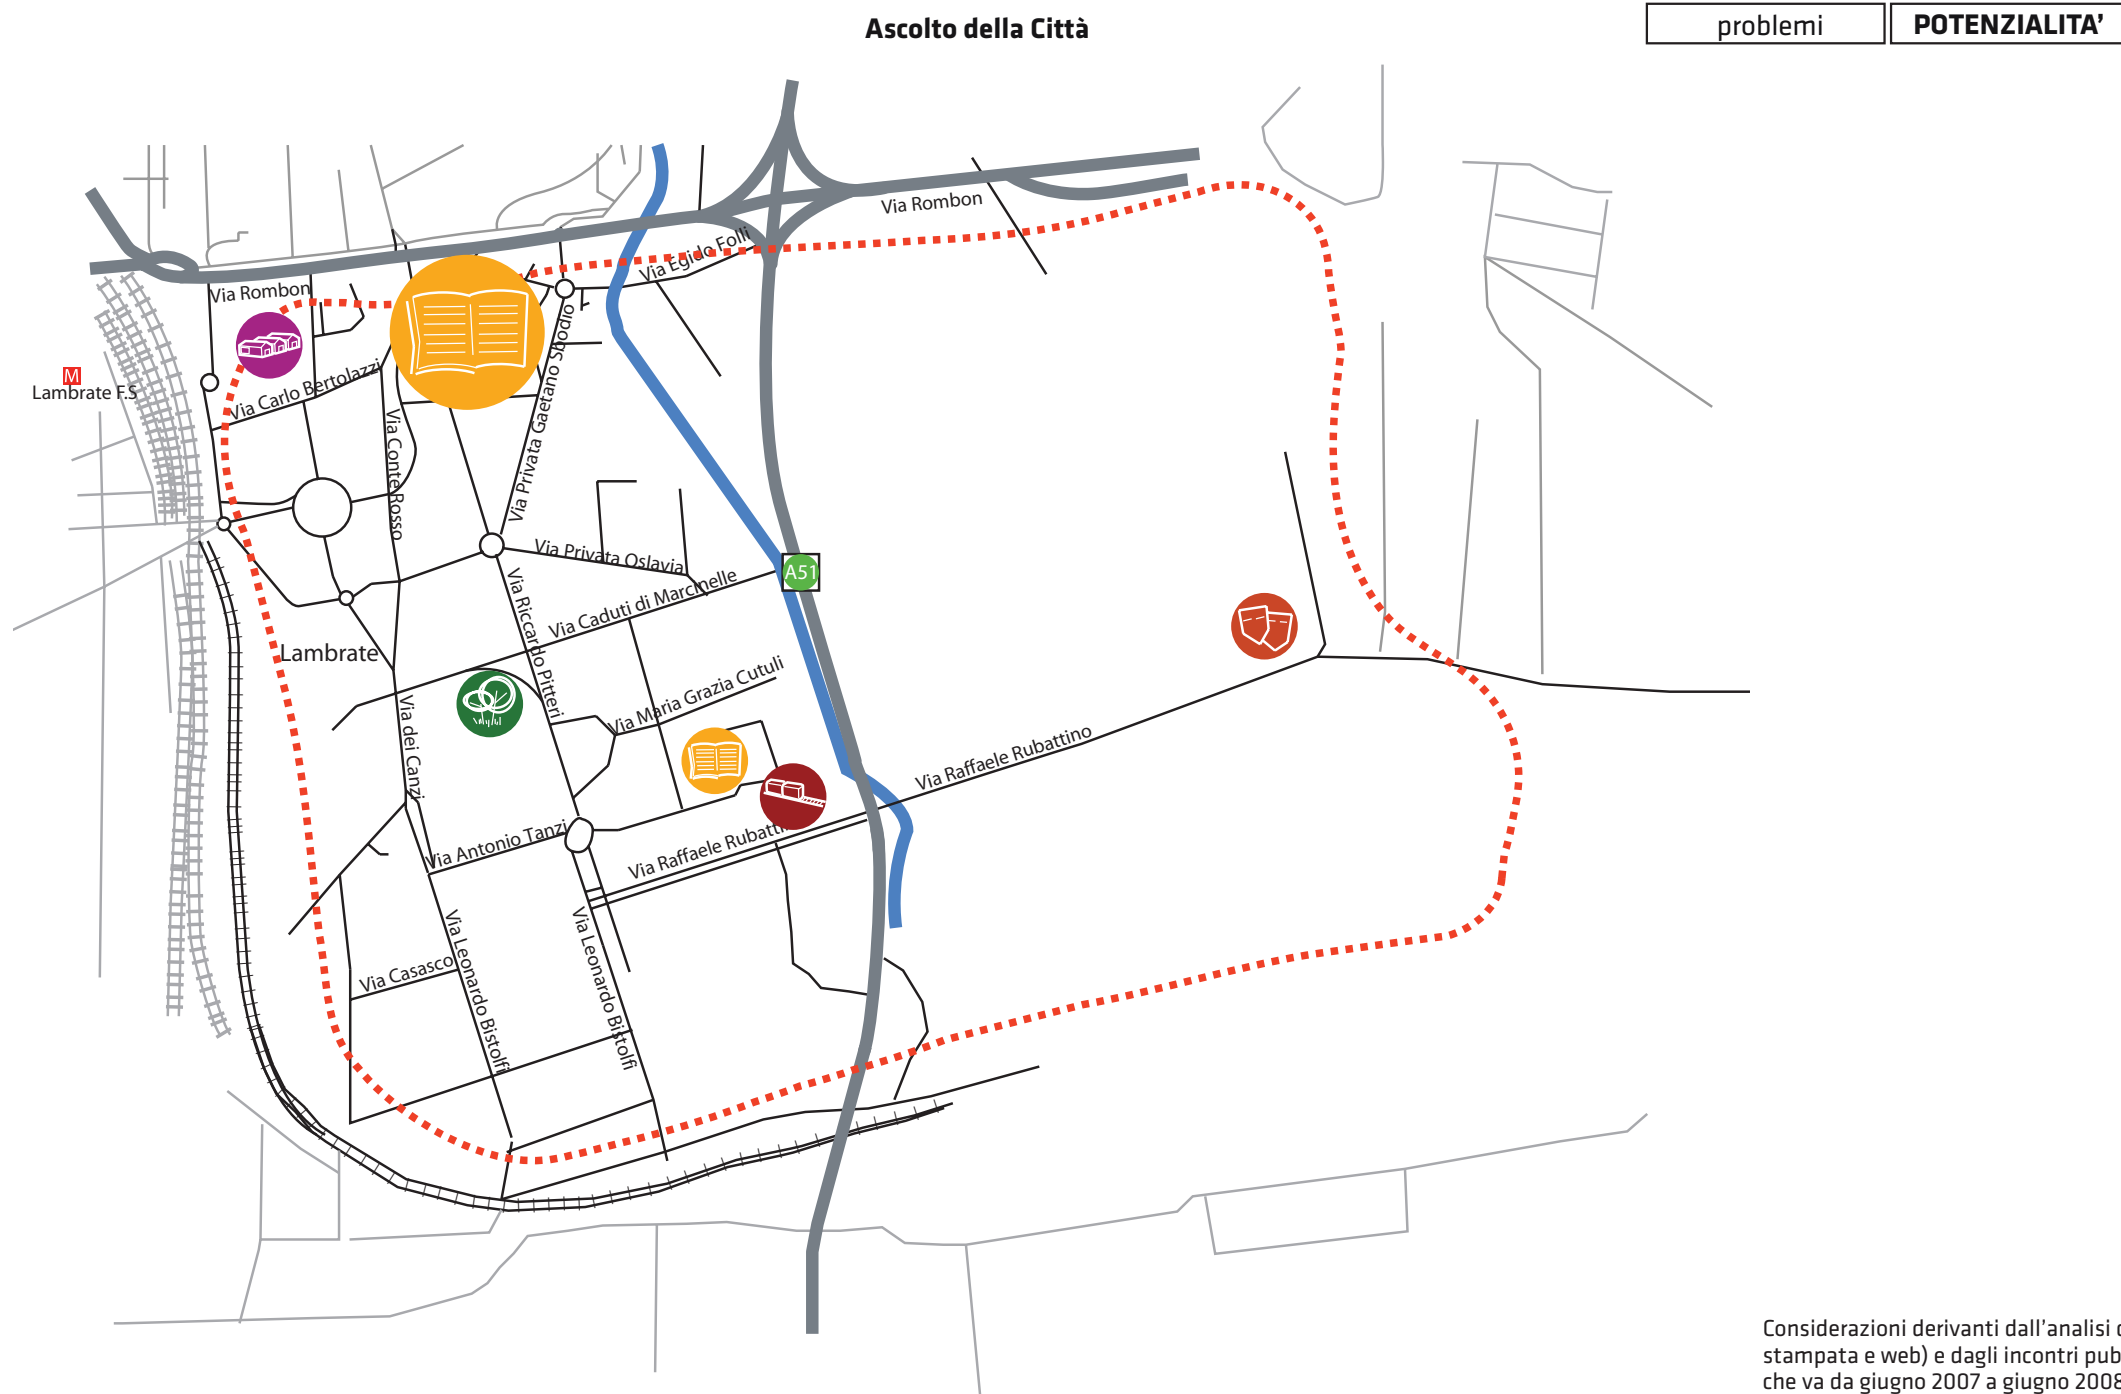 Ascolto della Città
problemi
POTENZIALITA'
Via Rombon
Via Egido Folli
Via Rombon
M
Lambrate F.S
Via Carlo Bertolazzi
Via Conte Rosso
Via Privata Gaetano Sbodio
Via Privata Oslavia
A51
Via Caduti di Marcinelle
Via Riccardo Pitteri
Lambrate
Via Maria Grazia Cutuli
Via dei Canzi
Via Raffaele Rubattino
Via Antonio Tanzi
Via Raffaele Rubatti
Via Leonardo Bistolfi
Via Leonardo Bistolfi
Via Casasco
Considerazioni derivanti dall'analisi
stampata e web) e dagli incontri pub
che va da giugno 2007 a giugno 2008